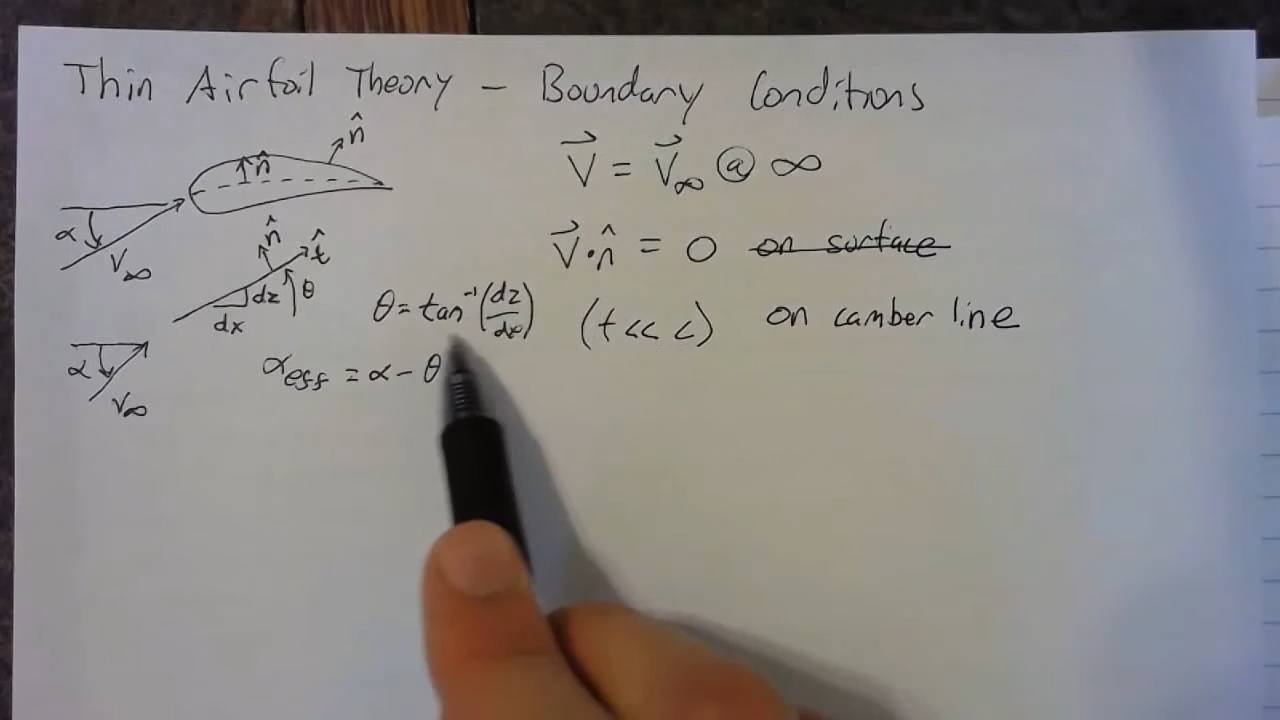 Thin Airfoil Theory - Boundary Conditions
n̂
n̂
V⃗ = V⃗∞ @ ∞
α
V∞
n̂
t̂
V⃗·n̂ = 0 on surface
dz
θ
dx
θ = tan⁻¹(dz/dx)
(t << c) on camber line
α
V∞
αeff = α - θ